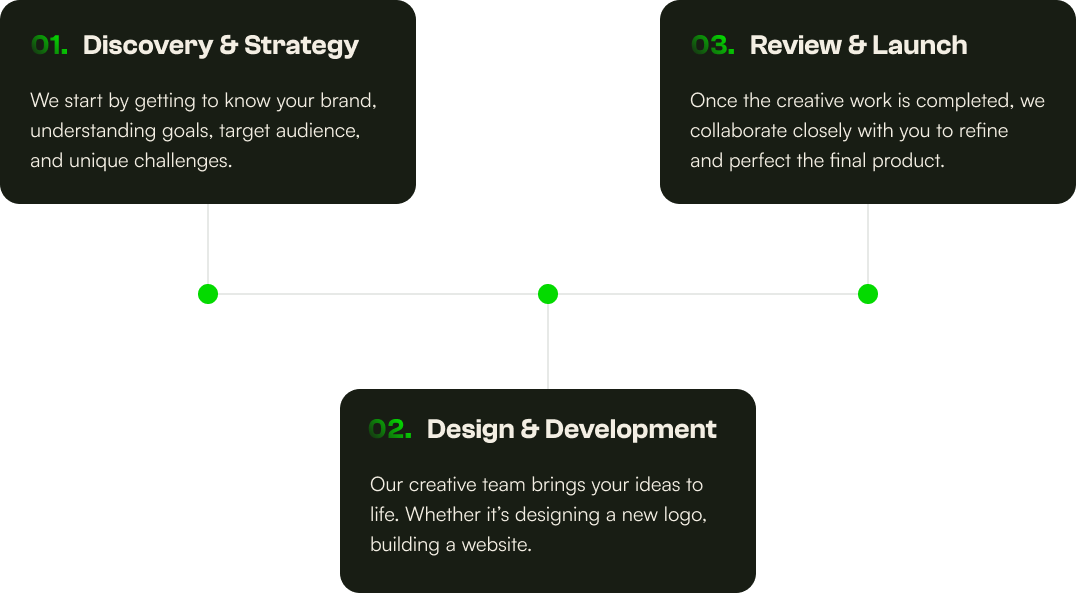 01. Discovery & Strategy
We start by getting to know your brand,
understanding goals, target audience,
and unique challenges.
02. Design & Development
Our creative team brings your ideas to
life. Whether it’s designing a new logo,
building a website.
03. Review & Launch
Once the creative work is completed, we
collaborate closely with you to refine
and perfect the final product.